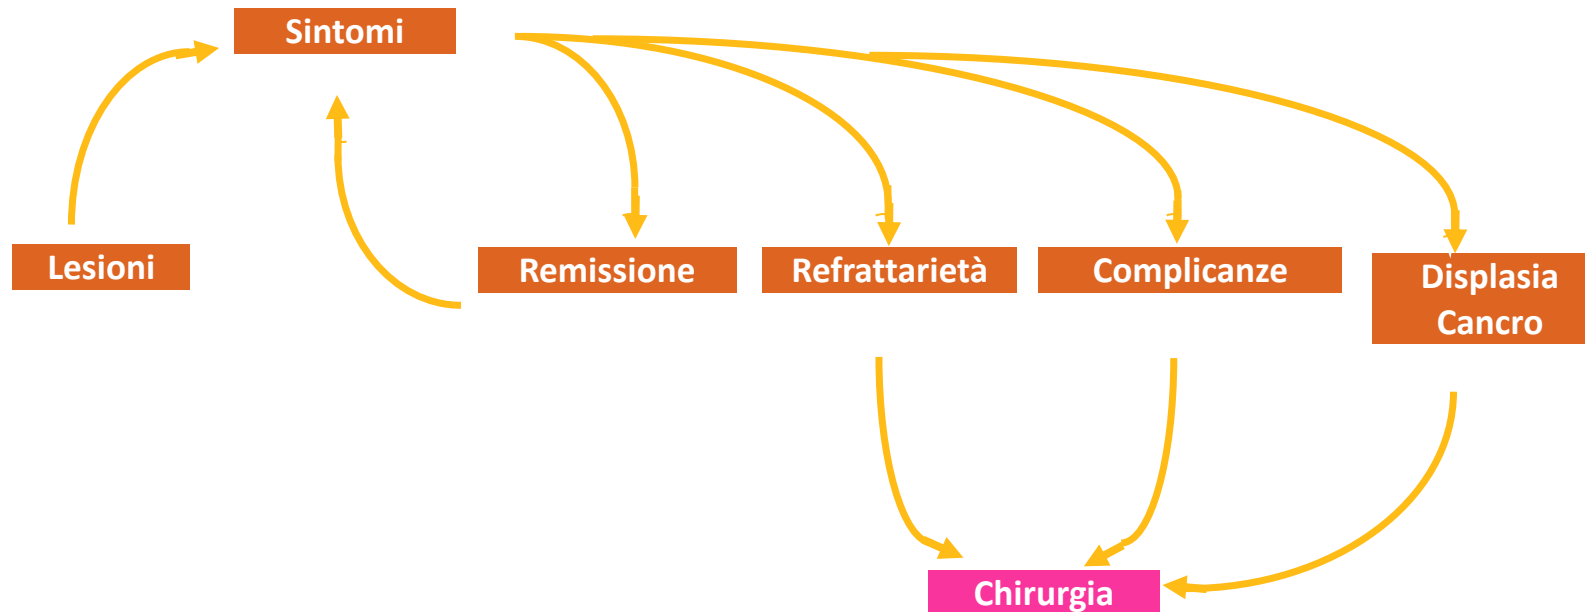 Sintomi
Lesioni
Remissione
Refrattarietà
Complicanze
Displasia
Cancro
Chirurgia